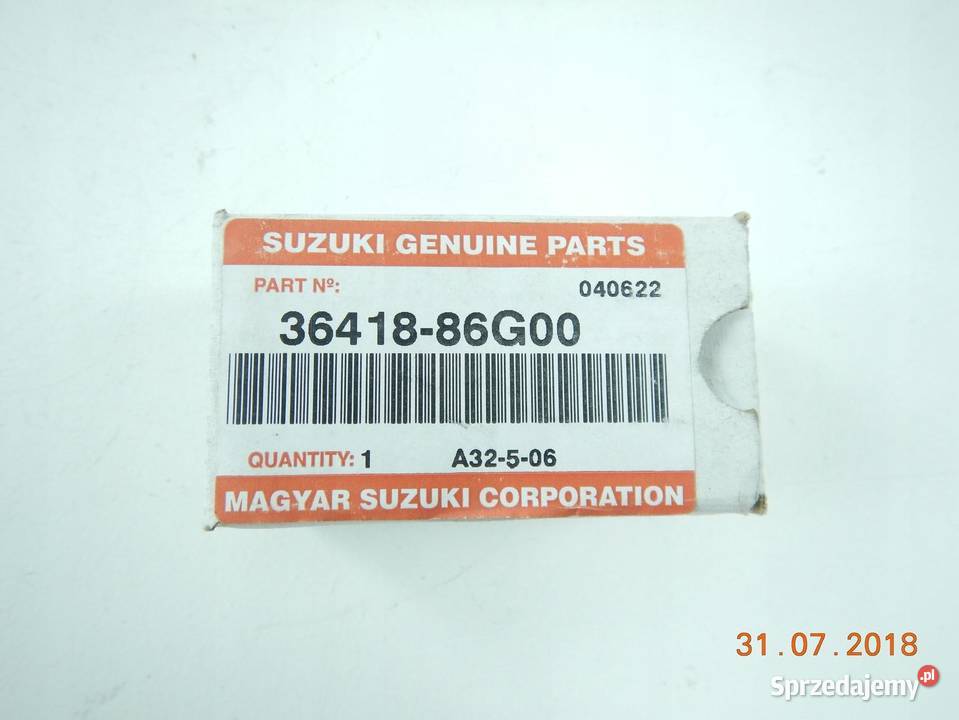 SUZUKI GENUINE PARTS
PART Nº: 040622
36418-86G00
QUANTITY: 1 A32-5-06
MAGYAR SUZUKI CORPORATION
31.07.2018
Sprzedajemy.pl